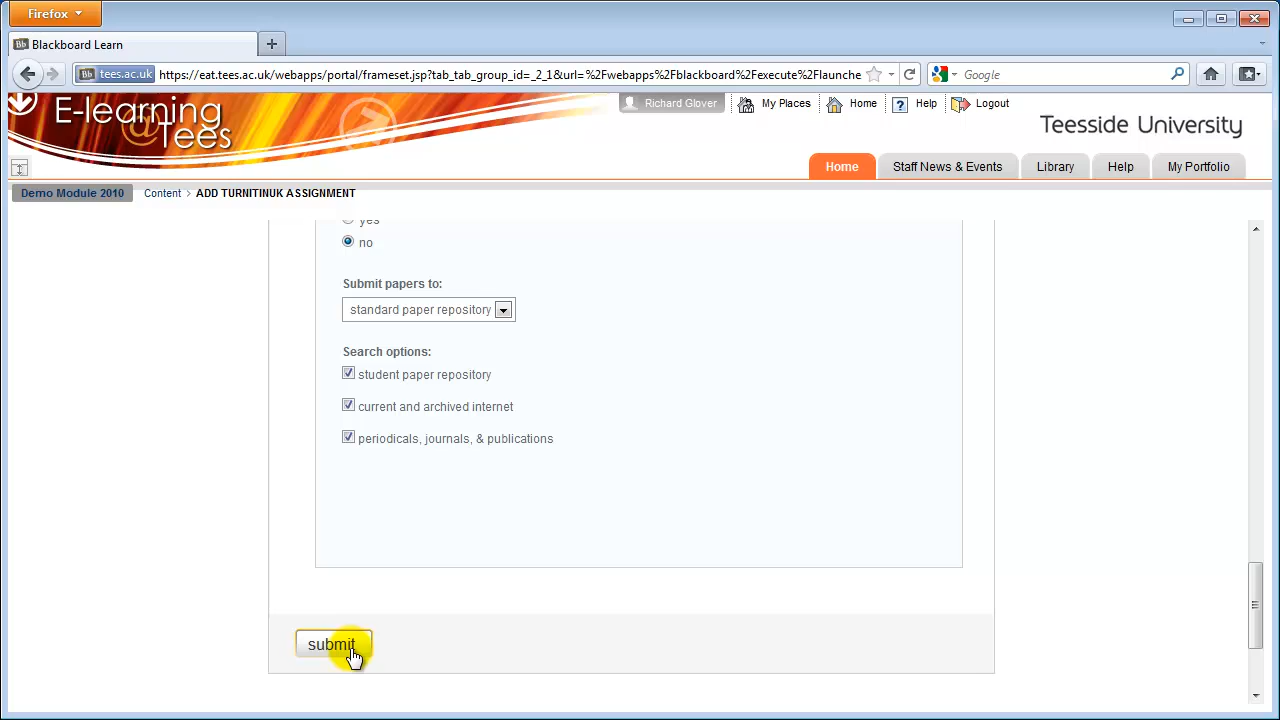 Firefox
Blackboard Learn
tees.ac.uk https://eat.tees.ac.uk/webapps/portal/frameset.jsp?tab_tab_group_id=_2_1&url=%2Fwebapps%2Fblackboard%2Fexecute%2Flaunche
Google
E-learning
@Tees
Richard Glover
My Places
Home
Help
Logout
Teesside University
Home
Staff News & Events
Library
Help
My Portfolio
Demo Module 2010
Content > ADD TURNITINUK ASSIGNMENT
yes
no
Submit papers to:
standard paper repository
Search options:
student paper repository
current and archived internet
periodicals, journals, & publications
submit